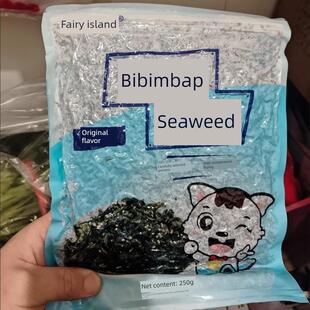 Fairy island
Bibimbap
Seaweed
Original
flavor
Net content: 250g